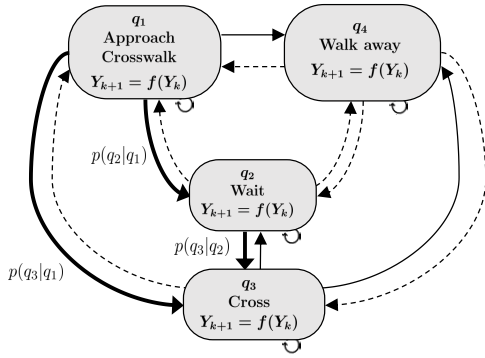 q₁
Approach
Crosswalk
Yₖ₊₁ = f(Yₖ)
q₄
Walk away
Yₖ₊₁ = f(Yₖ)
p(q₂|q₁)
q₂
Wait
Yₖ₊₁ = f(Yₖ)
p(q₃|q₂)
p(q₃|q₁)
q₃
Cross
Yₖ₊₁ = f(Yₖ)